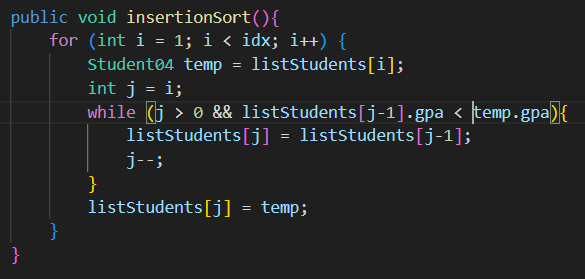 public void insertionSort(){
    for (int i = 1; i < idx; i++) {
        Student04 temp = listStudents[i];
        int j = i;
        while (j > 0 && listStudents[j-1].gpa < temp.gpa){
            listStudents[j] = listStudents[j-1];
            j--;
        }
        listStudents[j] = temp;
    }
}